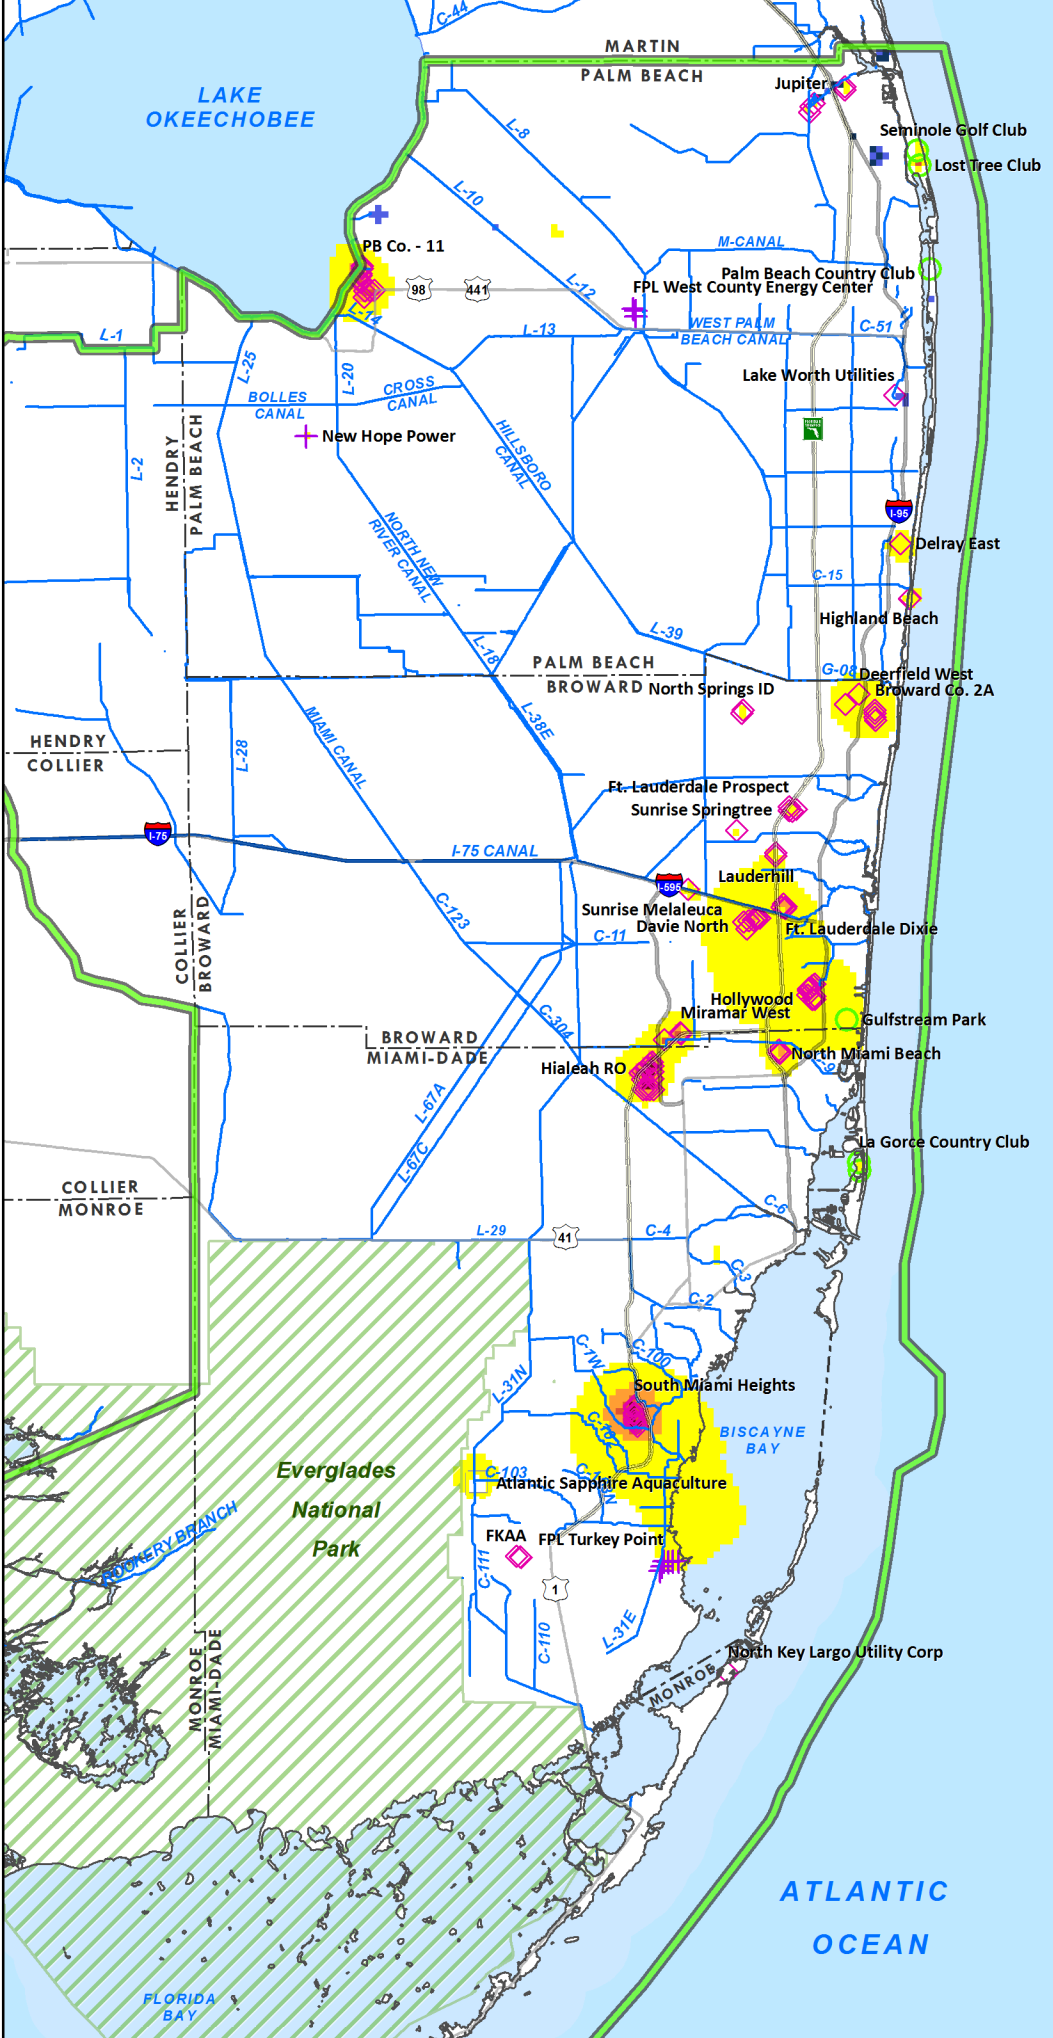 C-44
MARTIN
PALM BEACH
LAKE
OKEECHOBEE
Jupiter
L-8
Seminole Golf Club
Lost Tree Club
L-10
PB Co. - 11
M-CANAL
Palm Beach Country Club
98
441
L-12
FPL West County Energy Center
L-14
L-13
WEST PALM
BEACH CANAL
C-51
L-1
L-25
L-20
CROSS
CANAL
BOLLES
CANAL
Lake Worth Utilities
New Hope Power
HENDRY
PALM BEACH
L-2
HILLSBORO
CANAL
I-95
NORTH NEW
RIVER CANAL
Delray East
C-15
Highland Beach
L-39
L-18
PALM BEACH
BROWARD
G-08
Deerfield West
Broward Co. 2A
North Springs ID
L-38E
MIAMI CANAL
L-28
HENDRY
COLLIER
Ft. Lauderdale Prospect
Sunrise Springtree
I-75
I-75 CANAL
Lauderhill
I-595
C-123
Sunrise Melaleuca
Davie North
Ft. Lauderdale Dixie
COLLIER
BROWARD
C-11
Hollywood
Miramar West
C-304
Gulfstream Park
BROWARD
MIAMI-DADE
North Miami Beach
Hialeah RO
L-67A
L-67C
La Gorce Country Club
COLLIER
MONROE
C-6
L-29
41
C-4
C-3
C-2
C-1W
C-100
L-31N
South Miami Heights
BISCAYNE
BAY
Everglades
National
Park
C-103
Atlantic Sapphire Aquaculture
ROOKERY BRANCH
FKAA
FPL Turkey Point
C-111
1
L-31E
C-110
MONROE
MIAMI-DADE
North Key Largo Utility Corp
MONROE
ATLANTIC
OCEAN
FLORIDA
BAY